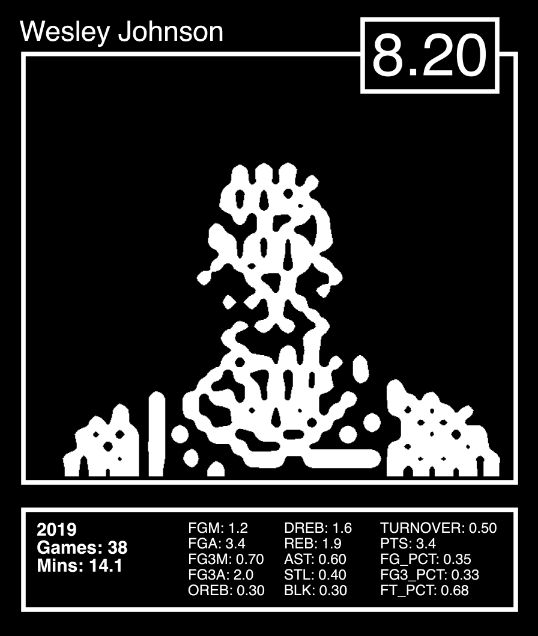 Wesley Johnson
8.20
2019
Games: 38
Mins: 14.1
FGM: 1.2
FGA: 3.4
FG3M: 0.70
FG3A: 2.0
OREB: 0.30
DREB: 1.6
REB: 1.9
AST: 0.60
STL: 0.40
BLK: 0.30
TURNOVER: 0.50
PTS: 3.4
FG_PCT: 0.35
FG3_PCT: 0.33
FT_PCT: 0.68